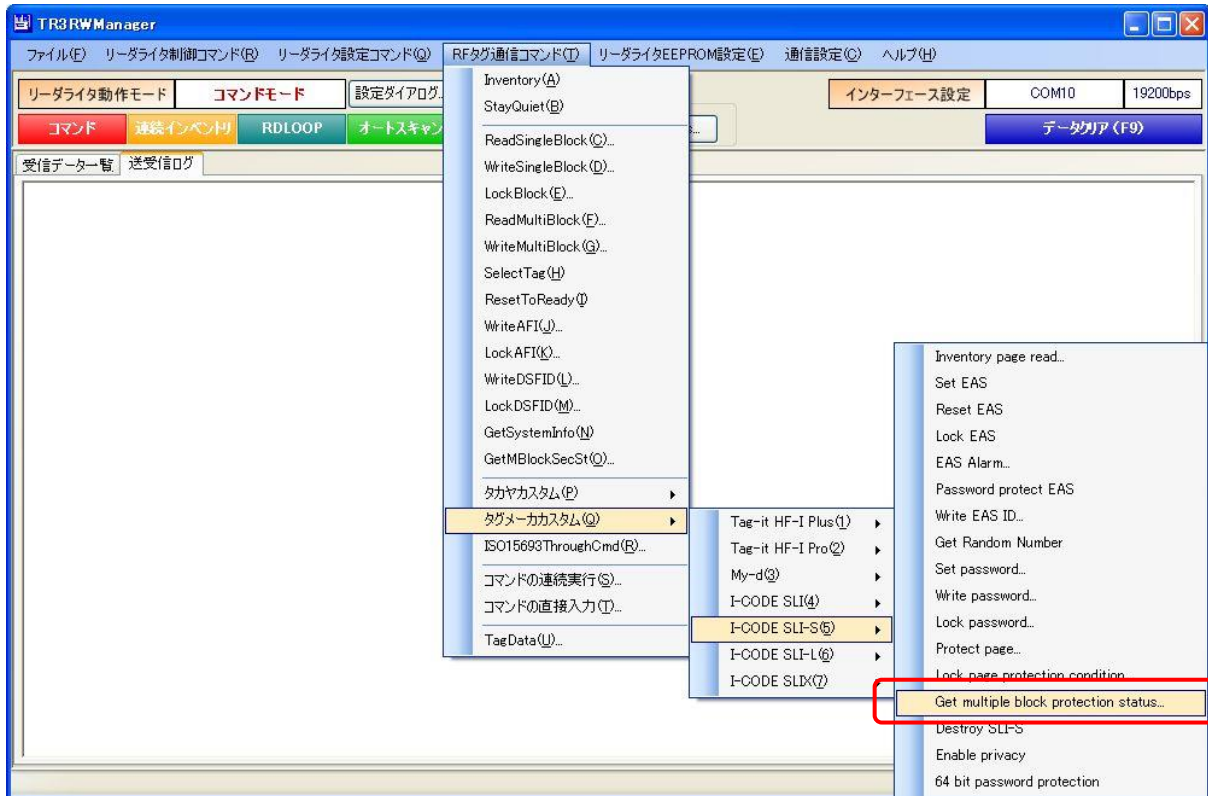 TR3RWManager
ファイル(F) リーダライタ制御コマンド(R) リーダライタ設定コマンド(Q) RFタグ通信コマンド(T) リーダライタEEPROM設定(E) 通信設定(C) ヘルプ(H)
リーダライタ動作モード コマンドモード 設定ダイアログ.. インターフェース設定 COM10 19200bps
コマンド 連続インベントリ RDLOOP オートスキャン データクリア(F9)
受信データ一覧 送受信ログ
Inventory(A)
StayQuiet(B)
ReadSingleBlock(C)...
WriteSingleBlock(D)...
LockBlock(E)...
ReadMultiBlock(F)...
WriteMultiBlock(G)...
SelectTag(H)
ResetToReady(I)
WriteAFI(J)...
LockAFI(K)...
WriteDSFID(L)...
LockDSFID(M)...
GetSystemInfo(N)
GetMBlockSecSt(O)...
タカヤカスタム(P)
タグメーカカスタム(Q)
ISO15693ThroughCmd(R)...
コマンドの連続実行(S)...
コマンドの直接入力(T)...
TagData(U)...
Tag-it HF-I Plus(1)
Tag-it HF-I Pro(2)
My-d(3)
I-CODE SLI(4)
I-CODE SLI-S(5)
I-CODE SLI-L(6)
I-CODE SLIX(7)
Inventory page read...
Set EAS
Reset EAS
Lock EAS
EAS Alarm...
Password protect EAS
Write EAS ID...
Get Random Number
Set password...
Write password...
Lock password...
Protect page...
Lock page protection condition
Get multiple block protection status...
Destroy SLI-S
Enable privacy
64 bit password protection